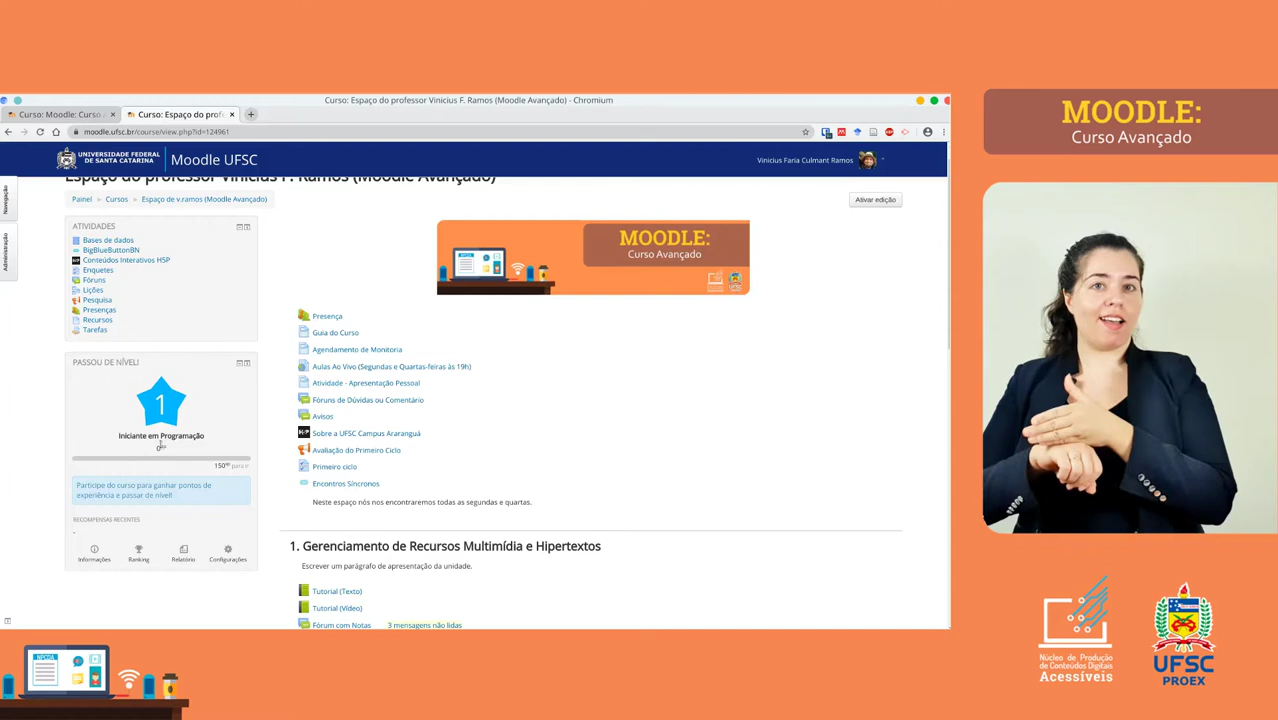 Curso: Espaço do professor Vinicius F. Ramos (Moodle Avançado) - Chromium
Curso: Moodle: Curso
Curso: Espaço do prof
moodle.ufsc.br/course/view.php?id=124961
UNIVERSIDADE FEDERAL
DE SANTA CATARINA
Moodle UFSC
Vinicius Faria Culmant Ramos
Navegação
Administração
Espaço do professor Vinicius F. Ramos (Moodle Avançado)
Painel
Cursos
Espaço de v.ramos (Moodle Avançado)
Ativar edição
ATIVIDADES
Bases de dados
BigBlueButtonBN
Conteúdos Interativos H5P
Enquetes
Fóruns
Lições
Pesquisa
Presenças
Recursos
Tarefas
PASSOU DE NÍVEL!
1
Iniciante em Programação
0
150xp para ir
Participe do curso para ganhar pontos de
experiência e passar de nível!
RECOMPENSAS RECENTES
-
Informações
Ranking
Relatório
Configurações
MOODLE:
Curso Avançado
Presença
Guia do Curso
Agendamento de Monitoria
Aulas Ao Vivo (Segundas e Quartas-feiras às 19h)
Atividade - Apresentação Pessoal
Fóruns de Dúvidas ou Comentário
Avisos
Sobre a UFSC Campus Araranguá
Avaliação do Primeiro Ciclo
Primeiro ciclo
Encontros Síncronos
Neste espaço nós nos encontraremos todas as segundas e quartas.
1. Gerenciamento de Recursos Multimídia e Hipertextos
Escrever um parágrafo de apresentação da unidade.
Tutorial (Texto)
Tutorial (Vídeo)
Fórum com Notas 3 mensagens não lidas
MOODLE:
Curso Avançado
NPCDA
Núcleo de Produção
de Conteúdos Digitais
Acessíveis
UFSC
PROEX